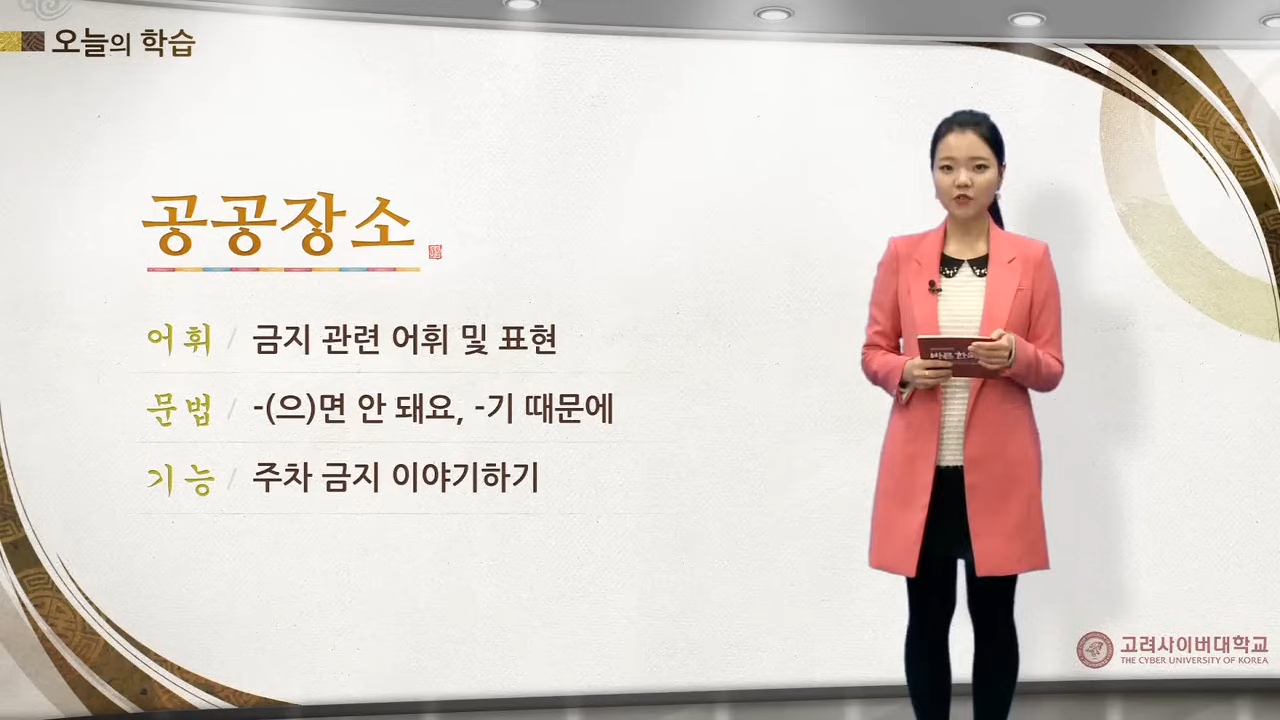 오늘의 학습
공공장소
어휘 / 금지 관련 어휘 및 표현
문법 / -(으)면 안 돼요, -기 때문에
기능 / 주차 금지 이야기하기
고려사이버대학교
THE CYBER UNIVERSITY OF KOREA